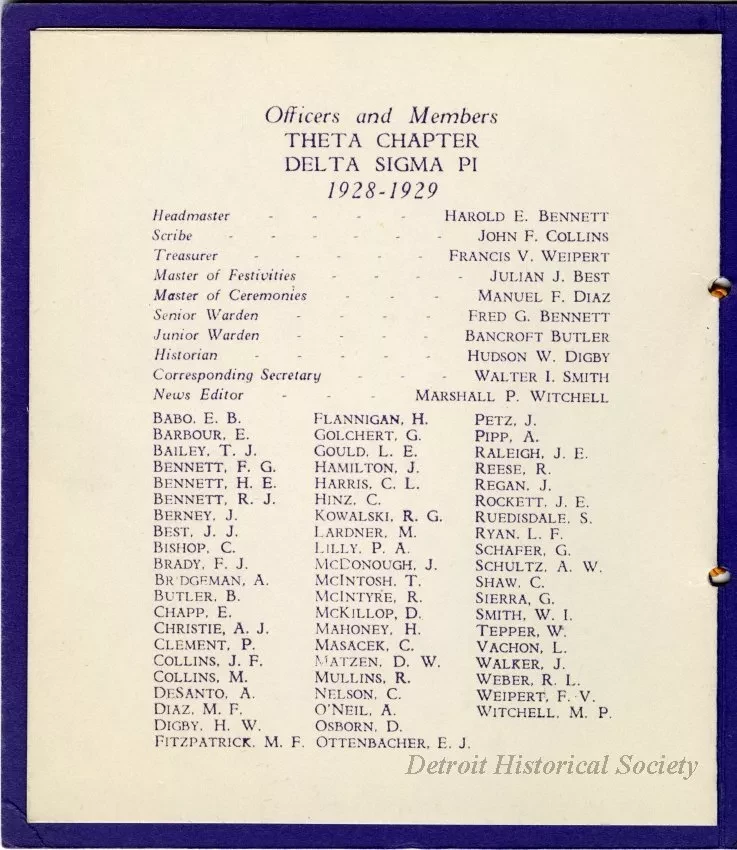 Officers and Members
THETA CHAPTER
DELTA SIGMA PI
1928-1929
Headmaster - - - - HAROLD E. BENNETT
Scribe - - - - - - JOHN F. COLLINS
Treasurer - - - - - FRANCIS V. WEIPERT
Master of Festivities - - - - JULIAN J. BEST
Master of Ceremonies - - - MANUEL F. DIAZ
Senior Warden - - - - FRED G. BENNETT
Junior Warden - - - - BANCROFT BUTLER
Historian - - - - - HUDSON W. DIGBY
Corresponding Secretary - - - WALTER I. SMITH
News Editor - - - MARSHALL P. WITCHELL
BABO, E. B.
BARBOUR, E.
BAILEY, T. J.
BENNETT, F. G.
BENNETT, H. E.
BENNETT, R. J.
BERNEY, J.
BEST, J. J.
BISHOP, C.
BRADY, F. J.
BRIDGEMAN, A.
BUTLER, B.
CHAPP, E.
CHRISTIE, A. J.
CLEMENT, P.
COLLINS, J. F.
COLLINS, M.
DESANTO, A.
DIAZ, M. F.
DIGBY, H. W.
FITZPATRICK, M. F.
FLANNIGAN, H.
GOLCHERT, G.
GOULD, L. E.
HAMILTON, J.
HARRIS, C. L.
HINZ, C.
KOWALSKI, R. G.
LARDNER, M.
LILLY, P. A.
MCDONOUGH, J.
MCINTOSH, T.
MCINTYRE, R.
MCKILLOP, D.
MAHONEY, H.
MASACEK, C.
MATZEN, D. W.
MULLINS, R.
NELSON, C.
O'NEIL, A.
OSBORN, D.
OTTENBACHER, E. J.
PETZ, J.
PIPP, A.
RALEIGH, J. E.
REESE, R.
REGAN, J.
ROCKETT, J. E.
RUEDISDALE, S.
RYAN, L. F.
SCHAFER, G.
SCHULTZ, A. W.
SHAW, C.
SIERRA, G.
SMITH, W. I.
TEPPER, W.
VACHON, L.
WALKER, J.
WEBER, R. L.
WEIPERT, F. V.
WITCHELL, M. P.
Detroit Historical Society